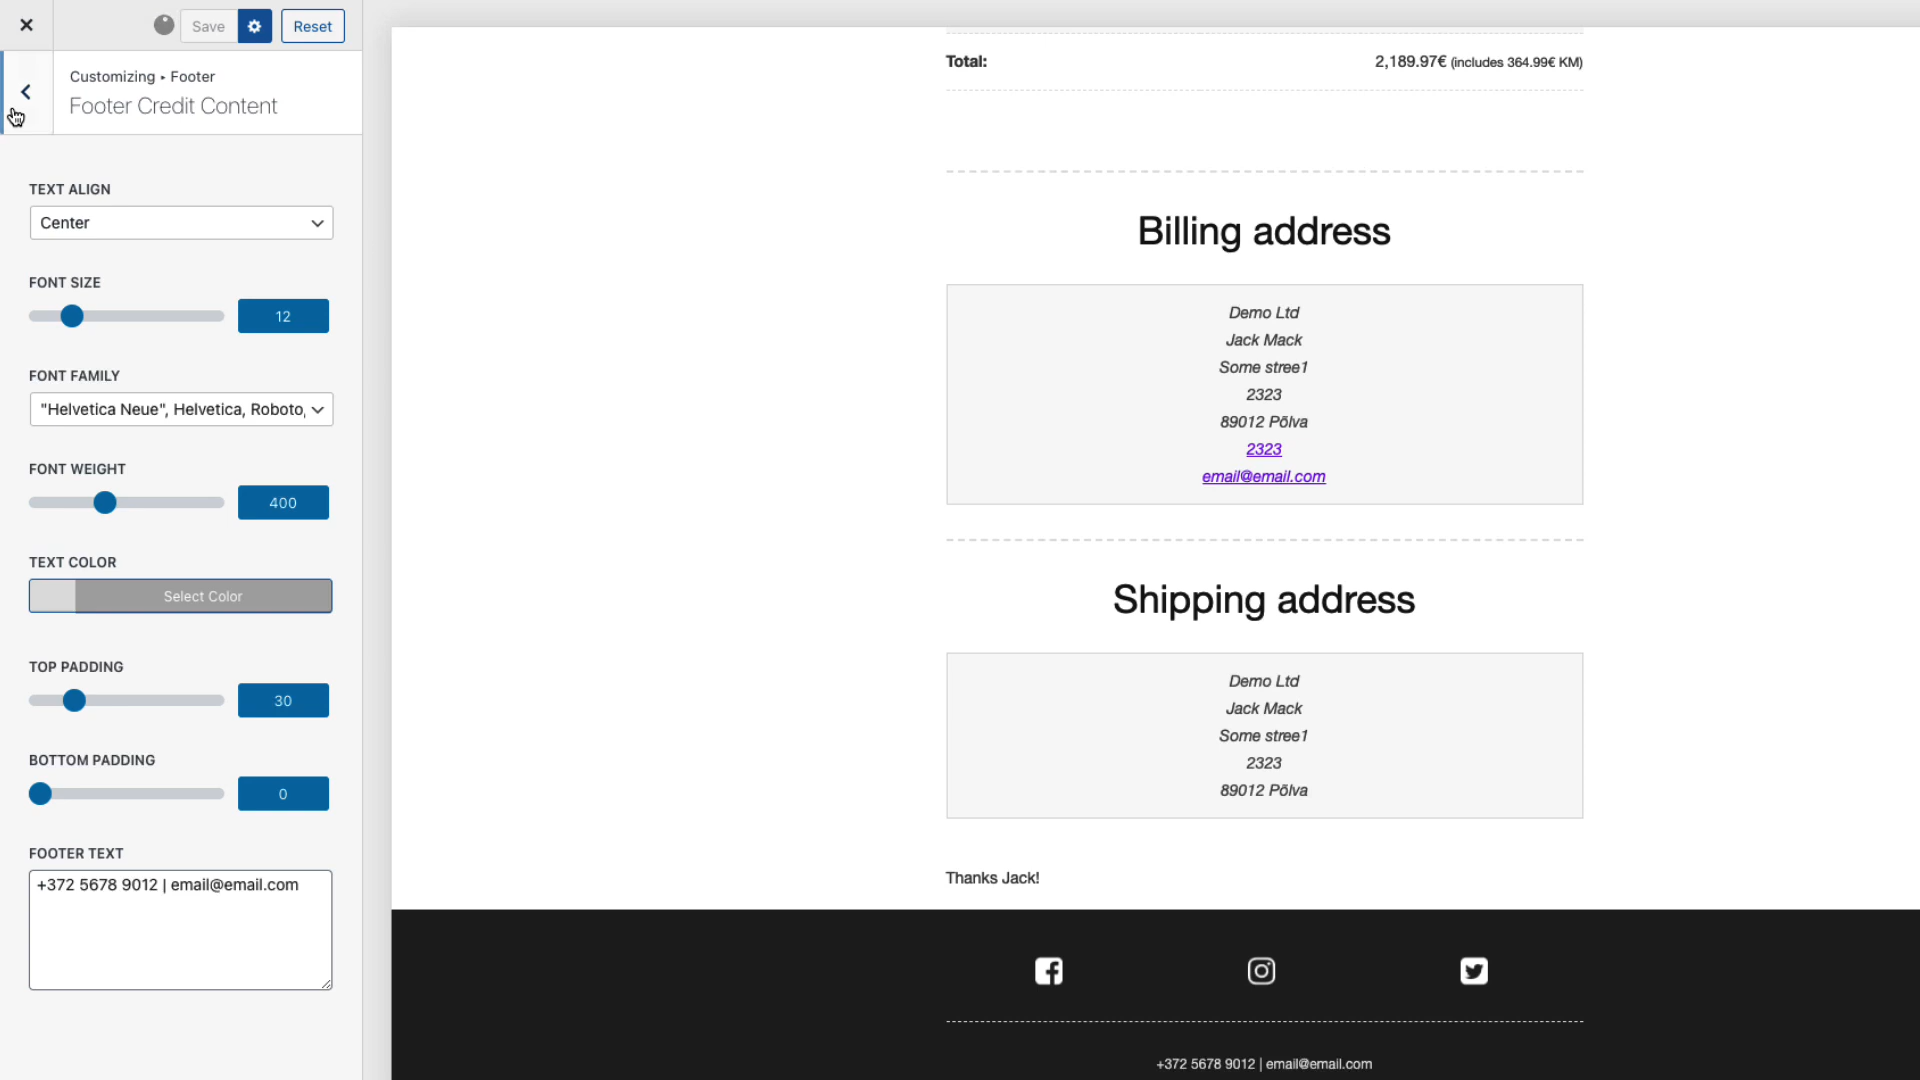 Save
Reset
Customizing ▸ Footer
Footer Credit Content
TEXT ALIGN
Center
FONT SIZE
12
FONT FAMILY
"Helvetica Neue", Helvetica, Roboto,
FONT WEIGHT
400
TEXT COLOR
Select Color
TOP PADDING
30
BOTTOM PADDING
0
FOOTER TEXT
+372 5678 9012 | email@email.com
Total: 2,189.97€ (includes 364.99€ KM)
Billing address
Demo Ltd
Jack Mack
Some stree1
2323
89012 Põlva
2323
email@email.com
Shipping address
Demo Ltd
Jack Mack
Some stree1
2323
89012 Põlva
Thanks Jack!
+372 5678 9012 | email@email.com